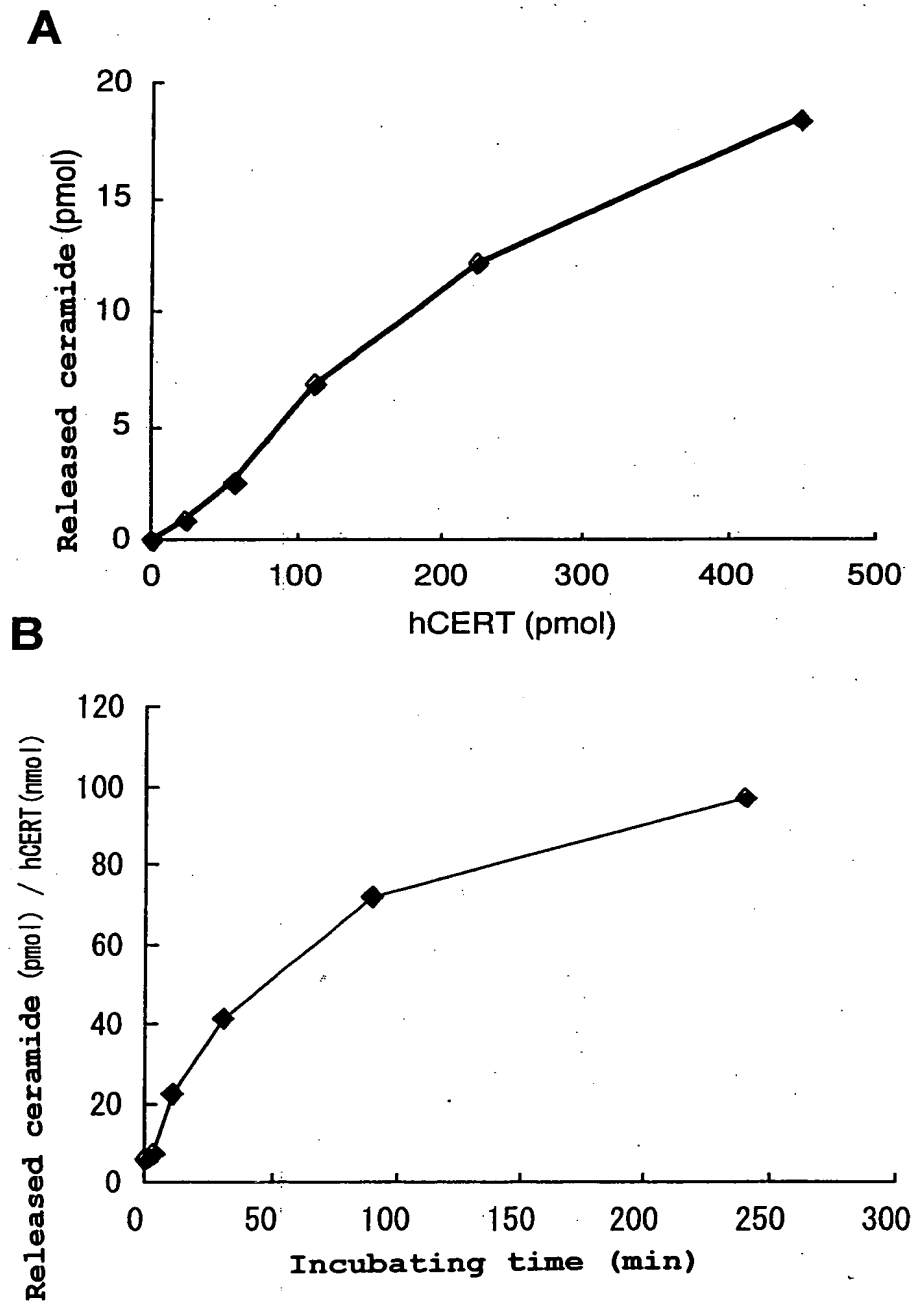 A
Released ceramide (pmol)
20
15
10
5
0
0 100 200 300 400 500
hCERT (pmol)
B
Released ceramide (pmol) / hCERT(nmol)
120
100
80
60
40
20
0
0 50 100 150 200 250 300
Incubating time (min)